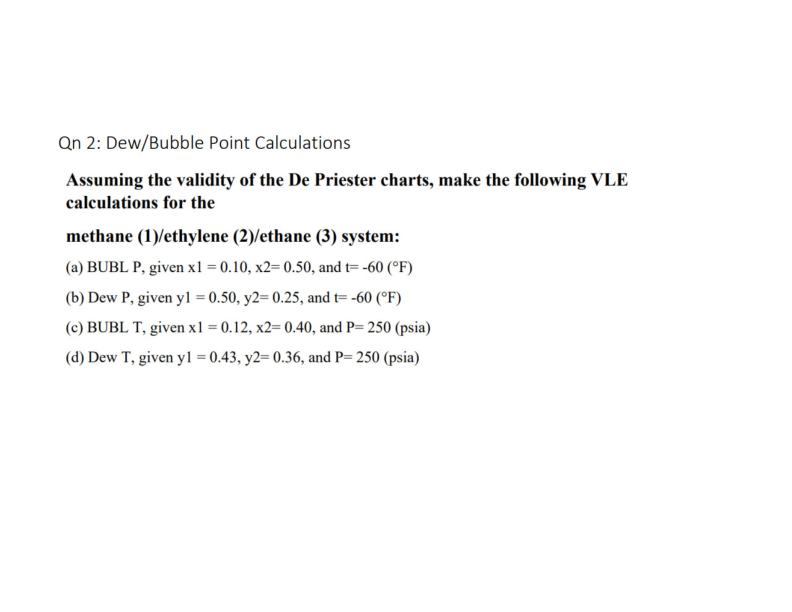 Qn 2: Dew/Bubble Point Calculations
Assuming the validity of the De Priester charts, make the following VLE
calculations for the
methane (1)/ethylene (2)/ethane (3) system:
(a) BUBL P, given x1 = 0.10, x2= 0.50, and t= -60 (°F)
(b) Dew P, given y1 = 0.50, y2= 0.25, and t= -60 (°F)
(c) BUBL T, given x1 = 0.12, x2= 0.40, and P= 250 (psia)
(d) Dew T, given y1 = 0.43, y2= 0.36, and P= 250 (psia)